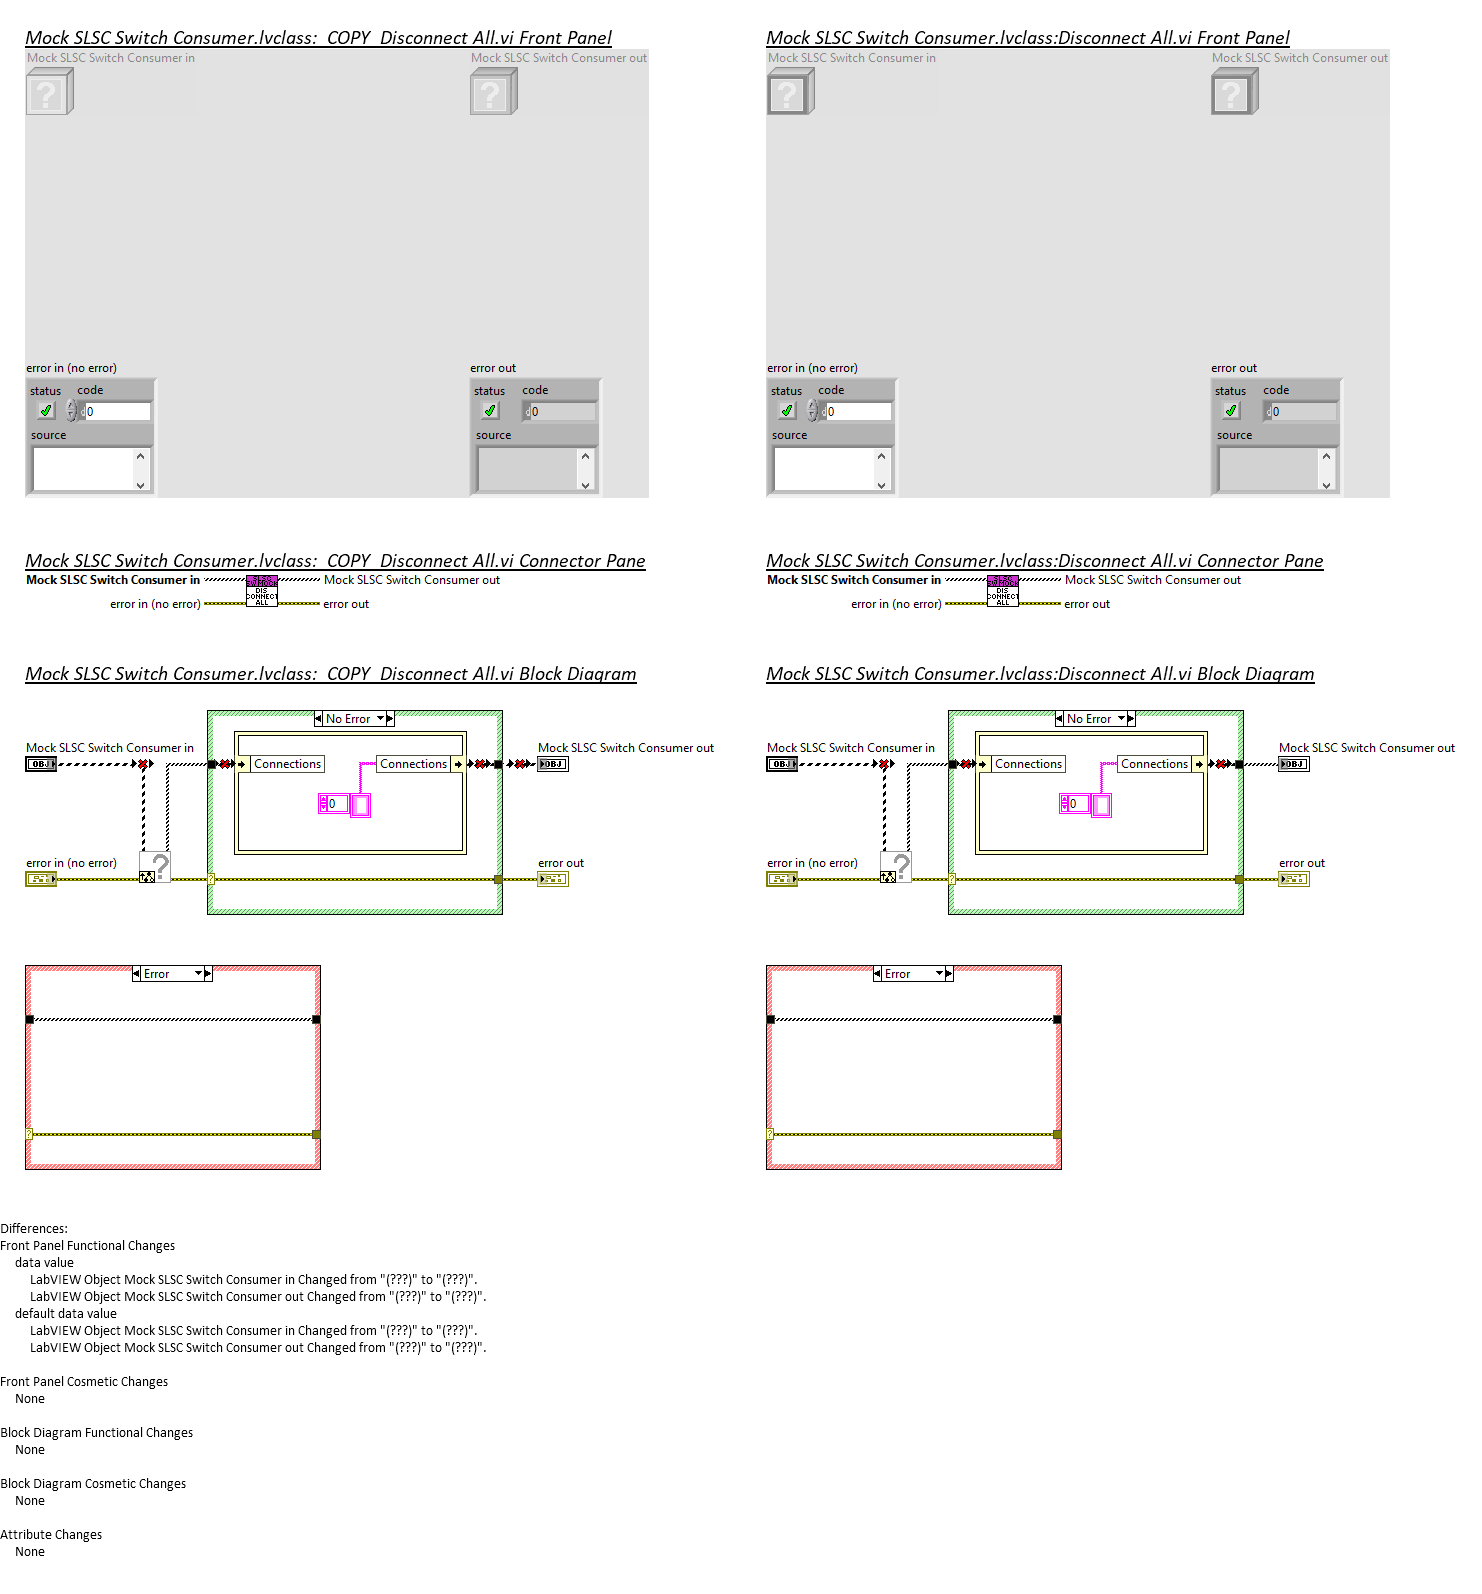 Mock SLSC Switch Consumer.lvclass:  COPY  Disconnect All.vi Front Panel
Mock SLSC Switch Consumer in
Mock SLSC Switch Consumer out
?
?
error in (no error)
error out
status code
d 0
source
status code
d 0
source
Mock SLSC Switch Consumer.lvclass:Disconnect All.vi Front Panel
Mock SLSC Switch Consumer in
Mock SLSC Switch Consumer out
?
?
error in (no error)
error out
status code
d 0
source
status code
d 0
source
Mock SLSC Switch Consumer.lvclass:  COPY  Disconnect All.vi Connector Pane
Mock SLSC Switch Consumer in
SLSC
SW MOCK
DIS
CONNECT
ALL
Mock SLSC Switch Consumer out
error in (no error)
error out
Mock SLSC Switch Consumer.lvclass:Disconnect All.vi Connector Pane
Mock SLSC Switch Consumer in
SLSC
SW MOCK
DIS
CONNECT
ALL
Mock SLSC Switch Consumer out
error in (no error)
error out
Mock SLSC Switch Consumer.lvclass:  COPY  Disconnect All.vi Block Diagram
No Error
Mock SLSC Switch Consumer in
OBJ
Connections
Connections
0
Mock SLSC Switch Consumer out
OBJ
error in (no error)
?
?
error out
Error
?
Mock SLSC Switch Consumer.lvclass:Disconnect All.vi Block Diagram
No Error
Mock SLSC Switch Consumer in
OBJ
Connections
Connections
0
Mock SLSC Switch Consumer out
OBJ
error in (no error)
?
?
error out
Error
?
Differences:
Front Panel Functional Changes
data value
LabVIEW Object Mock SLSC Switch Consumer in Changed from "(???)" to "(???)".
LabVIEW Object Mock SLSC Switch Consumer out Changed from "(???)" to "(???)".
default data value
LabVIEW Object Mock SLSC Switch Consumer in Changed from "(???)" to "(???)".
LabVIEW Object Mock SLSC Switch Consumer out Changed from "(???)" to "(???)".
Front Panel Cosmetic Changes
None
Block Diagram Functional Changes
None
Block Diagram Cosmetic Changes
None
Attribute Changes
None